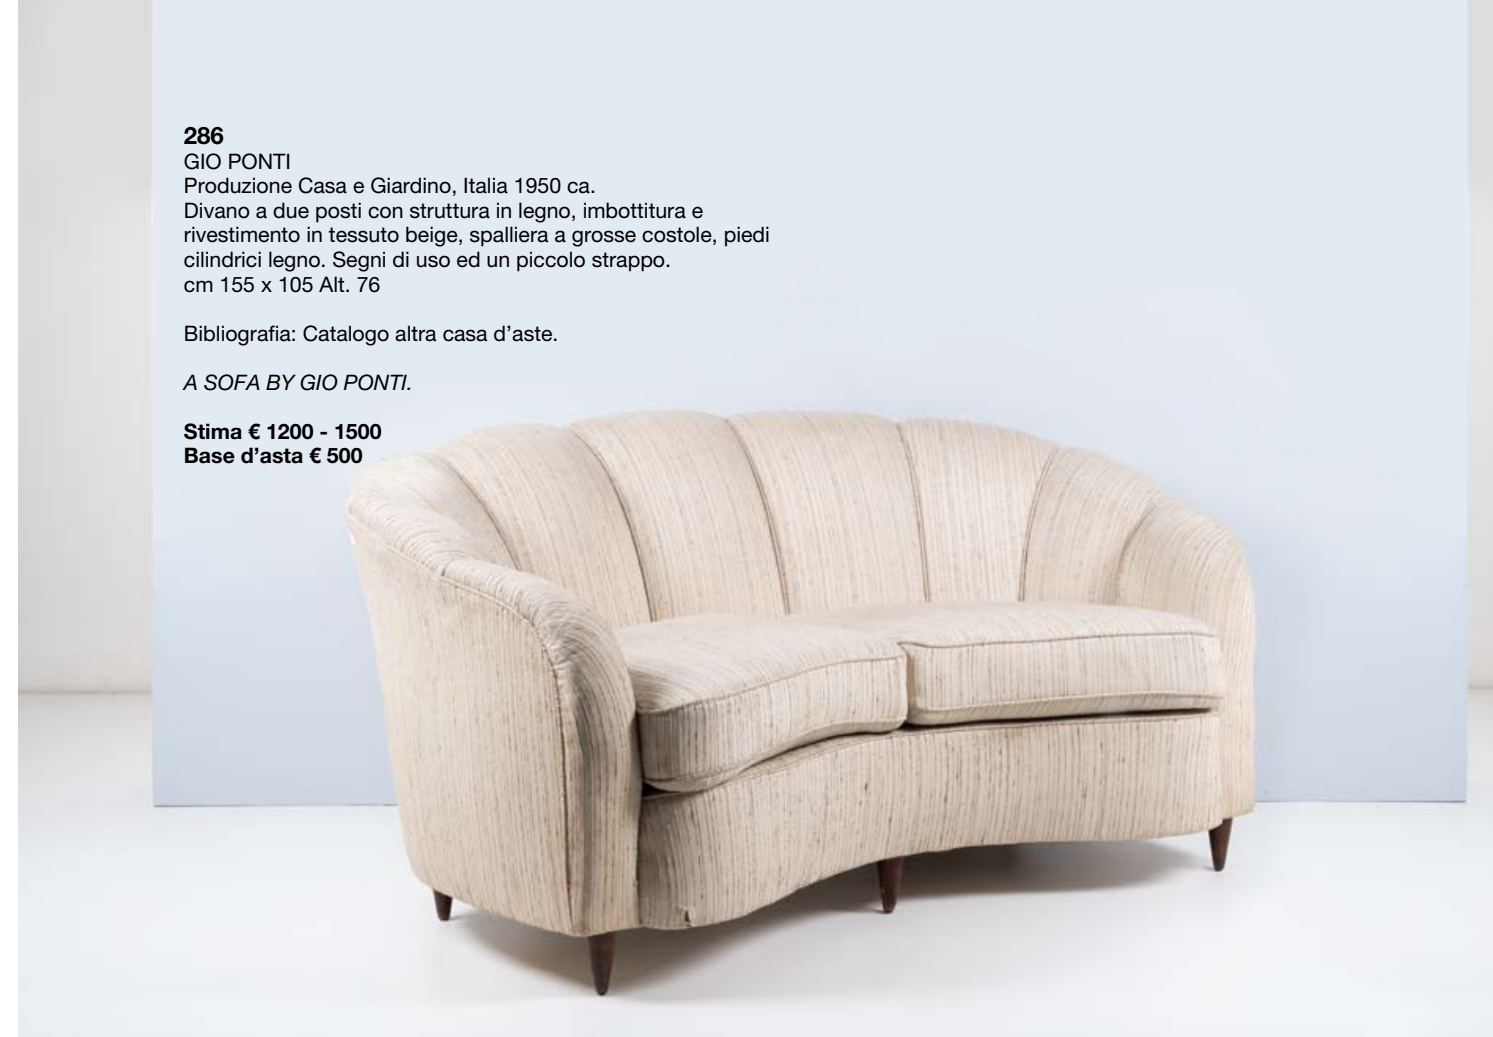 286
GIO PONTI
Produzione Casa e Giardino, Italia 1950 ca.
Divano a due posti con struttura in legno, imbottitura e
rivestimento in tessuto beige, spalliera a grosse costole, piedi
cilindrici legno. Segni di uso ed un piccolo strappo.
cm 155 x 105 Alt. 76
Bibliografia: Catalogo altra casa d’aste.
A SOFA BY GIO PONTI.
Stima € 1200 - 1500
Base d’asta € 500